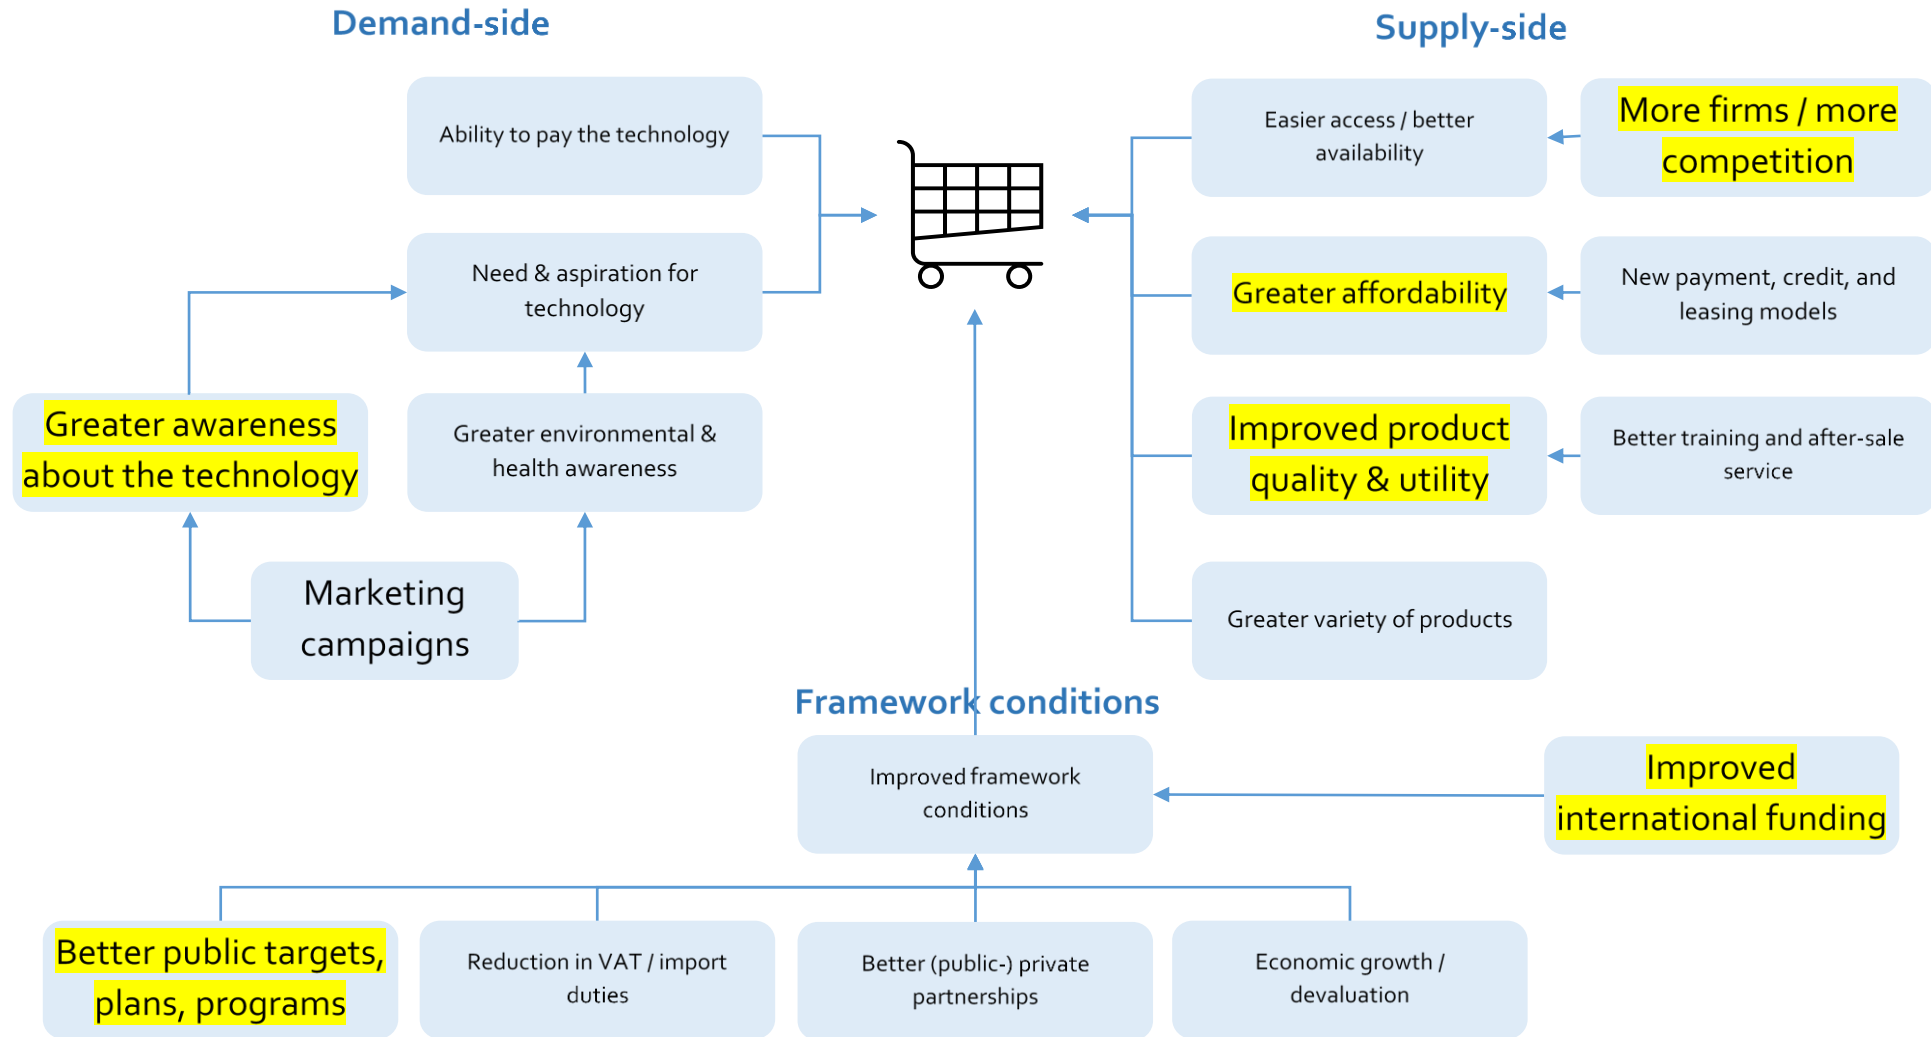 Demand-side
Supply-side
Ability to pay the technology
Easier access / better
availability
More firms / more
competition
Need & aspiration for
technology
Greater affordability
New payment, credit, and
leasing models
Greater awareness
about the technology
Greater environmental &
health awareness
Improved product
quality & utility
Better training and after-sale
service
Marketing
campaigns
Greater variety of products
Framework conditions
Improved framework
conditions
Improved
international funding
Better public targets,
plans, programs
Reduction in VAT / import
duties
Better (public-) private
partnerships
Economic growth /
devaluation